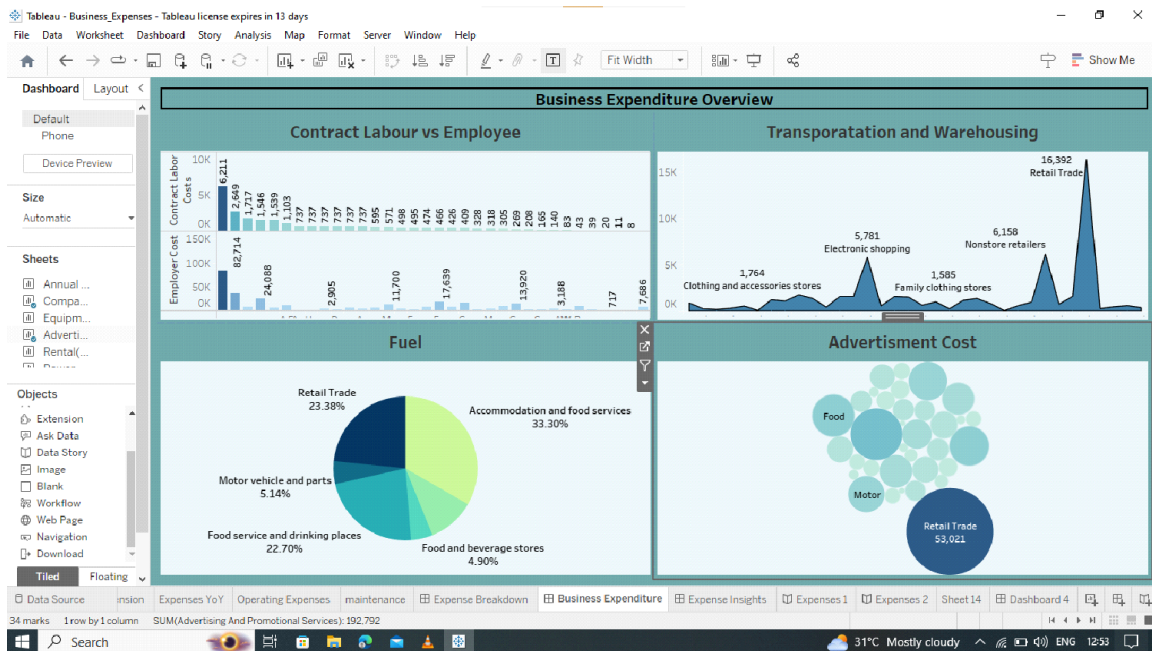 Tableau - Business_Expenses - Tableau license expires in 13 days
File Data Worksheet Dashboard Story Analysis Map Format Server Window Help
Fit Width
Show Me
Dashboard Layout
Default
Phone
Device Preview
Size
Automatic
Sheets
Annual ...
Compa...
Equipm...
Adverti...
Rental(...
Objects
Extension
Ask Data
Data Story
Image
Blank
Workflow
Web Page
Navigation
Download
Tiled Floating
Business Expenditure Overview
Contract Labour vs Employee
Contract Labor
Costs
10K
5K
0K
6,211
2,649
1,717
1,546
1,539
1,103
737
737
737
737
737
737
595
571
498
495
474
466
426
409
328
318
305
269
208
165
140
83
43
39
20
11
8
Employer Cost
150K
100K
50K
0K
82,714
24,088
2,905
11,700
17,639
13,920
3,188
717
7,686
Transporatation and Warehousing
15K
10K
5K
0K
1,764
Clothing and accessories stores
5,781
Electronic shopping
1,585
Family clothing stores
6,158
Nonstore retailers
16,392
Retail Trade
Fuel
Retail Trade
23.38%
Accommodation and food services
33.30%
Motor vehicle and parts
5.14%
Food service and drinking places
22.70%
Food and beverage stores
4.90%
Advertisment Cost
Food
Motor
Retail Trade
53,021
Data Source Expenses YoY Operating Expenses maintenance Expense Breakdown Business Expenditure Expense Insights Expenses 1 Expenses 2 Sheet 14 Dashboard 4
34 marks 1 row by 1 column SUM(Advertising And Promotional Services): 192,792
Search
31°C Mostly cloudy
ENG
12:53